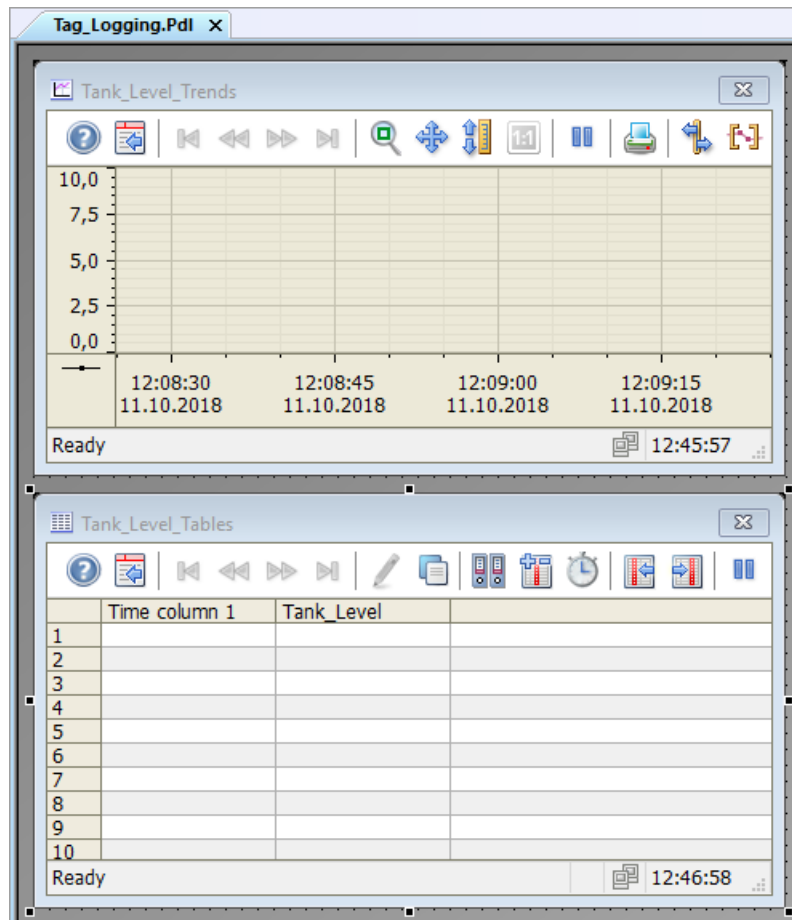 Tag_Logging.Pdl X
Tank_Level_Trends
1:1
10,0
7,5
5,0
2,5
0,0
12:08:30 12:08:45 12:09:00 12:09:15
11.10.2018 11.10.2018 11.10.2018 11.10.2018
Ready 12:45:57
Tank_Level_Tables
Time column 1 Tank_Level
1
2
3
4
5
6
7
8
9
10
Ready 12:46:58